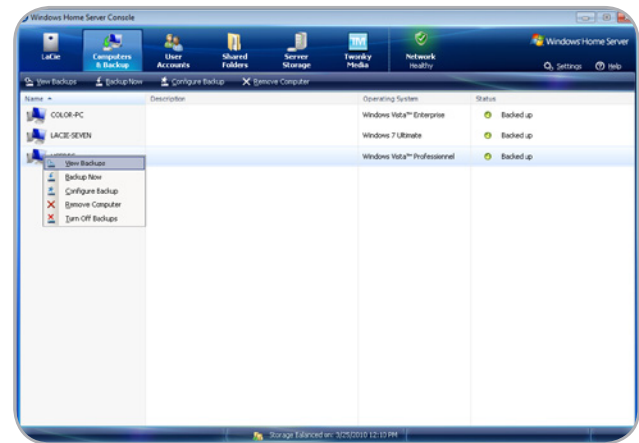 Windows Home Server Console
LaCie
Computers & Backup
User Accounts
Shared Folders
Server Storage
TM
Twonky Media
Network
Healthy
Windows Home Server
Settings
Help
View Backups
Backup Now
Configure Backup
Remove Computer
Name
Description
Operating System
Status
COLOR-PC
Windows Vista™ Enterprise
Backed up
LACIE-SEVEN
Windows 7 Ultimate
Backed up
Windows Vista™ Professionnel
Backed up
View Backups
Backup Now
Configure Backup
Remove Computer
Turn Off Backups
Storage Balanced on: 3/25/2010 12:10 PM